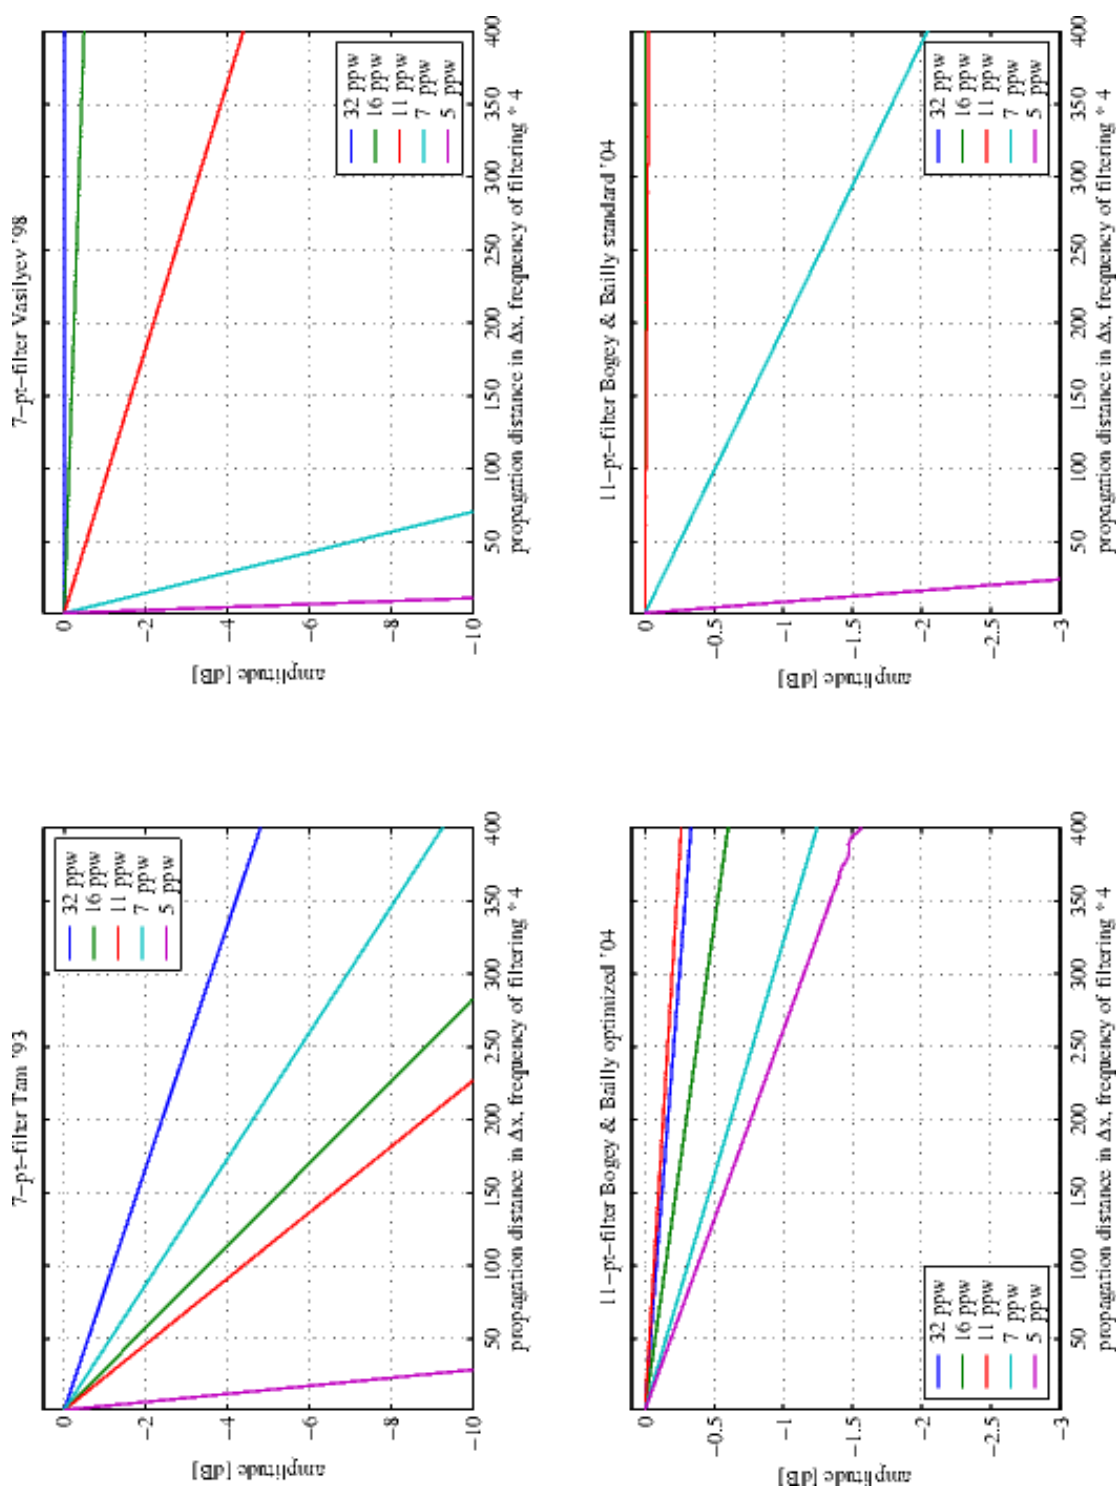 7-pt-filter Tam '93
0
-2
-4
-6
-8
-10
amplitude [dB]
50
100
150
200
250
300
350
400
propagation distance in Δx, frequency of filtering * 4
32 ppw
16 ppw
11 ppw
7 ppw
5 ppw
7-pt-filter Vasilyev '98
0
-2
-4
-6
-8
-10
amplitude [dB]
50
100
150
200
250
300
350
400
propagation distance in Δx, frequency of filtering * 4
32 ppw
16 ppw
11 ppw
7 ppw
5 ppw
11-pt-filter Bogey & Bailly optimized '04
0
-0.5
-1
-1.5
-2
-2.5
-3
amplitude [dB]
50
100
150
200
250
300
350
400
propagation distance in Δx, frequency of filtering * 4
32 ppw
16 ppw
11 ppw
7 ppw
5 ppw
11-pt-filter Bogey & Bailly standard '04
0
-0.5
-1
-1.5
-2
-2.5
-3
amplitude [dB]
50
100
150
200
250
300
350
400
propagation distance in Δx, frequency of filtering * 4
32 ppw
16 ppw
11 ppw
7 ppw
5 ppw